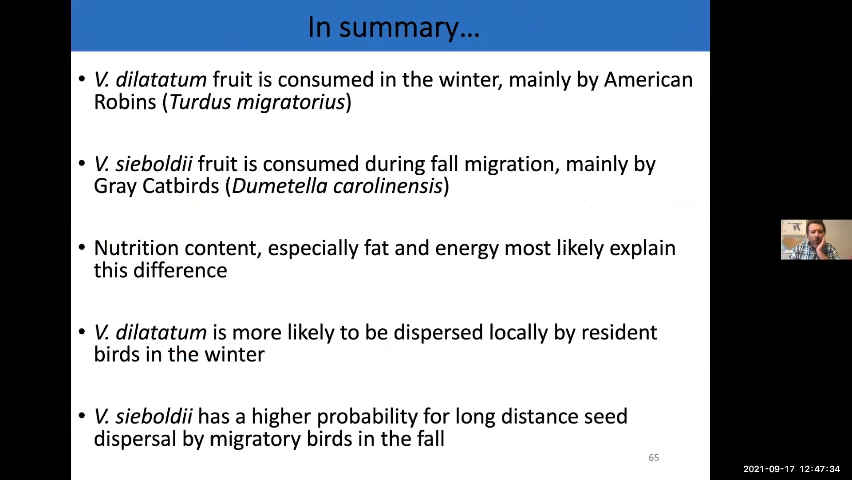 In summary…
• V. dilatatum fruit is consumed in the winter, mainly by American
Robins (Turdus migratorius)
• V. sieboldii fruit is consumed during fall migration, mainly by
Gray Catbirds (Dumetella carolinensis)
• Nutrition content, especially fat and energy most likely explain
this difference
• V. dilatatum is more likely to be dispersed locally by resident
birds in the winter
• V. sieboldii has a higher probability for long distance seed
dispersal by migratory birds in the fall
65
2021-09-17 12:47:34